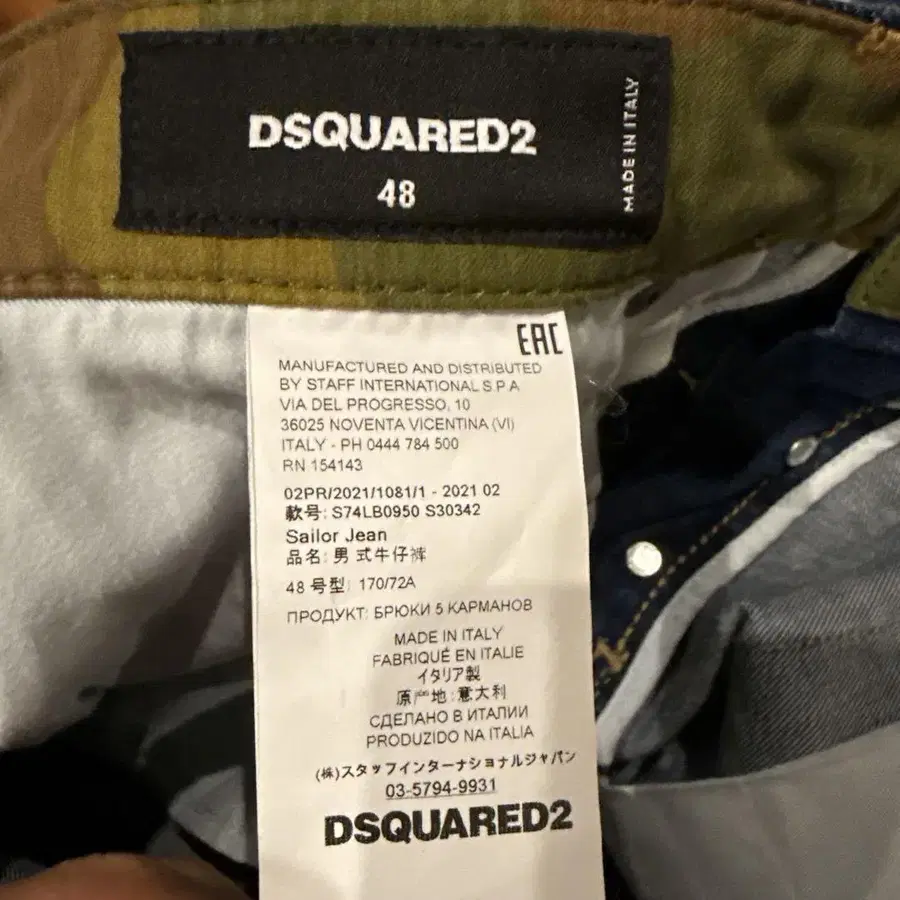 DSQUARED2
48
MADE IN ITALY
EAC
MANUFACTURED AND DISTRIBUTED
BY STAFF INTERNATIONAL S.P.A
VIA DEL PROGRESSO, 10
36025 NOVENTA VICENTINA (VI)
ITALY - PH 0444 784 500
RN 154143
02PR/2021/1081/1 - 2021 02
款号: S74LB0950 S30342
Sailor Jean
品名: 男 式牛仔裤
48 号型: 170/72A
ПРОДУКТ: БРЮКИ 5 КАРМАНОВ
MADE IN ITALY
FABRIQUÉ EN ITALIE
イタリア製
原产地: 意大利
СДЕЛАНО В ИТАЛИИ
PRODUZIDO NA ITALIA
(株)スタッフインターナショナルジャパン
03-5794-9931
DSQUARED2